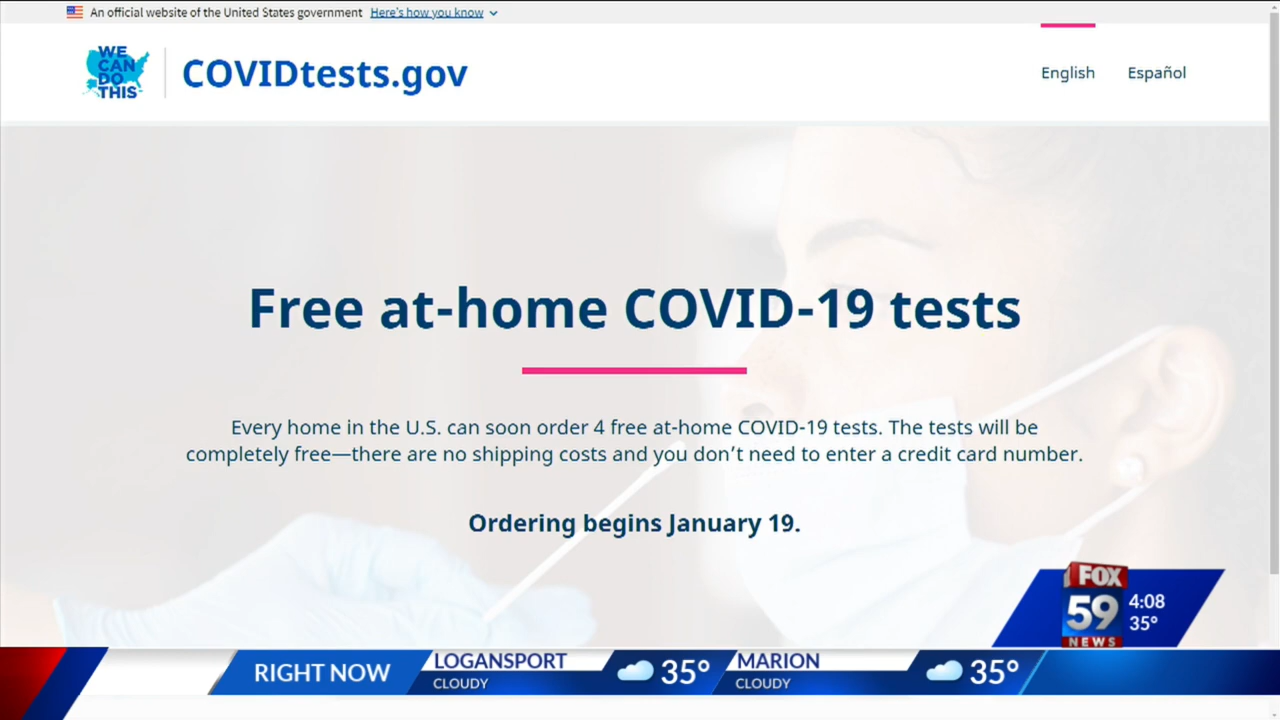 An official website of the United States government Here's how you know
WE
CAN
DO
THIS
COVIDtests.gov
English Español
Free at-home COVID-19 tests
Every home in the U.S. can soon order 4 free at-home COVID-19 tests. The tests will be
completely free—there are no shipping costs and you don't need to enter a credit card number.
Ordering begins January 19.
FOX
59
NEWS
4:08
35°
RIGHT NOW
LOGANSPORT
CLOUDY
35°
MARION
CLOUDY
35°